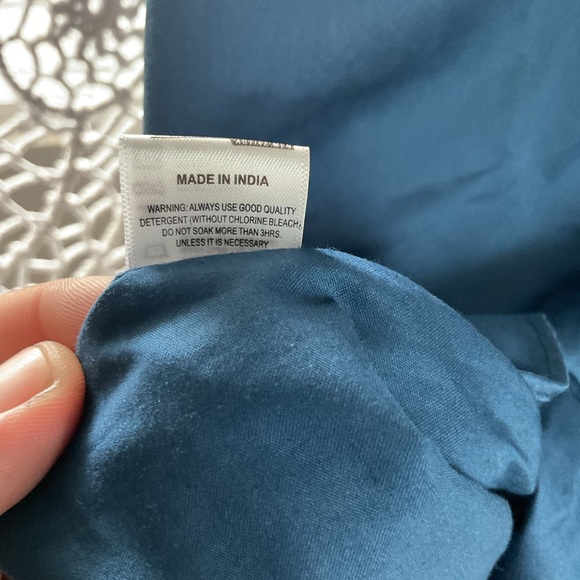 MADE IN INDIA
WARNING: ALWAYS USE GOOD QUALITY
DETERGENT (WITHOUT CHLORINE BLEACH,
DO NOT SOAK MORE THAN 3HRS.
UNLESS IT IS NECESSARY